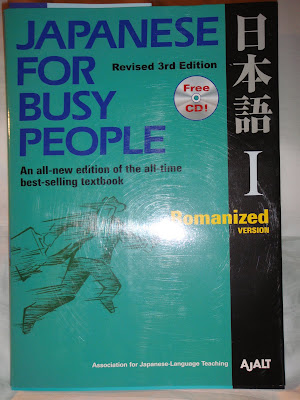 JAPANESE
FOR
BUSY
PEOPLE
Revised 3rd Edition
Free
CD!
An all-new edition of the all-time
best-selling textbook
日本語
I
Romanized
VERSION
Association for Japanese-Language Teaching
AJALT